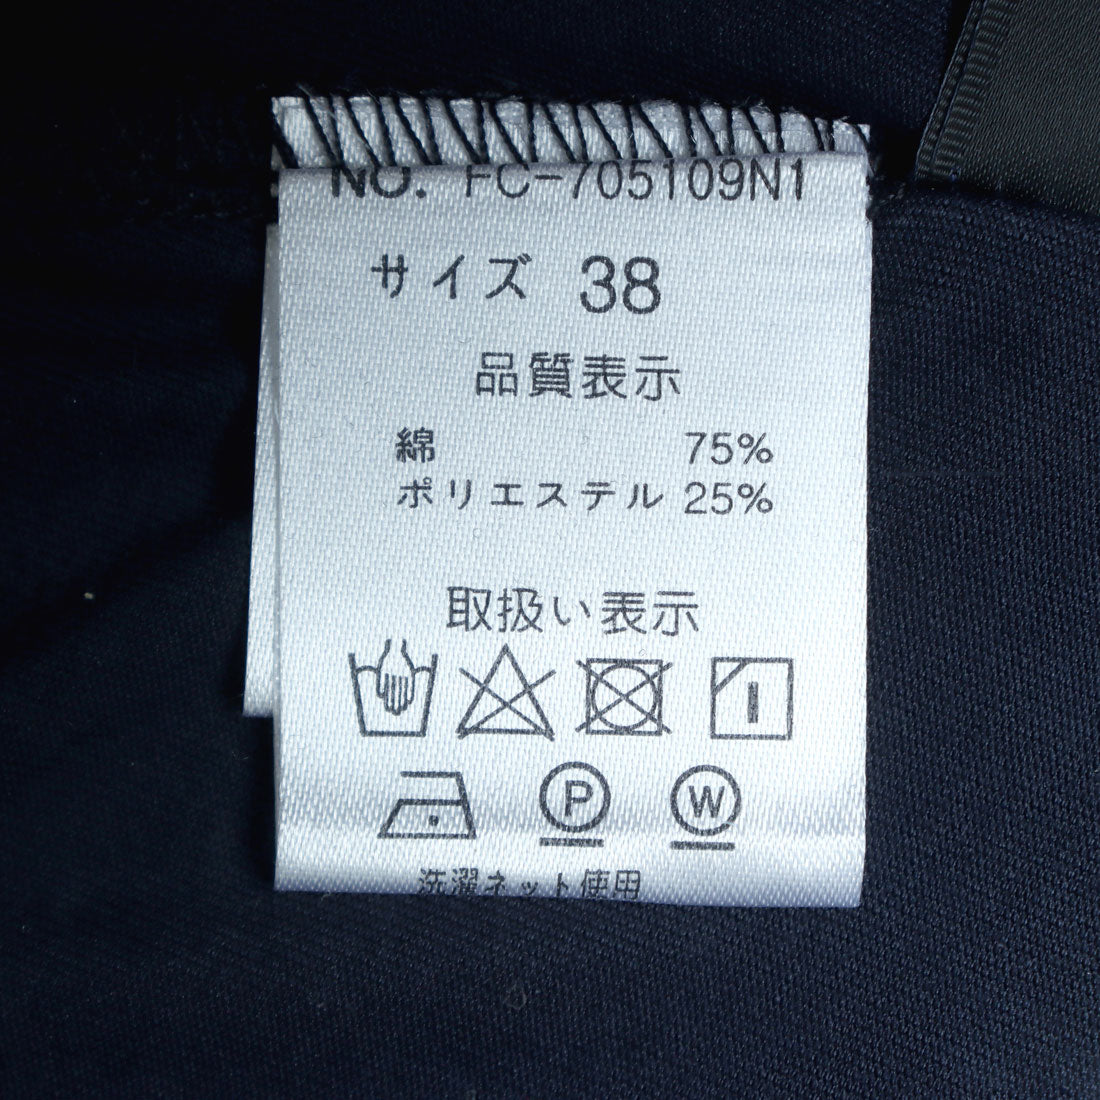 NO. FC-705109N1
サイズ 38
品質表示
綿 75%
ポリエステル 25%
取扱い表示
P W
洗濯ネット使用